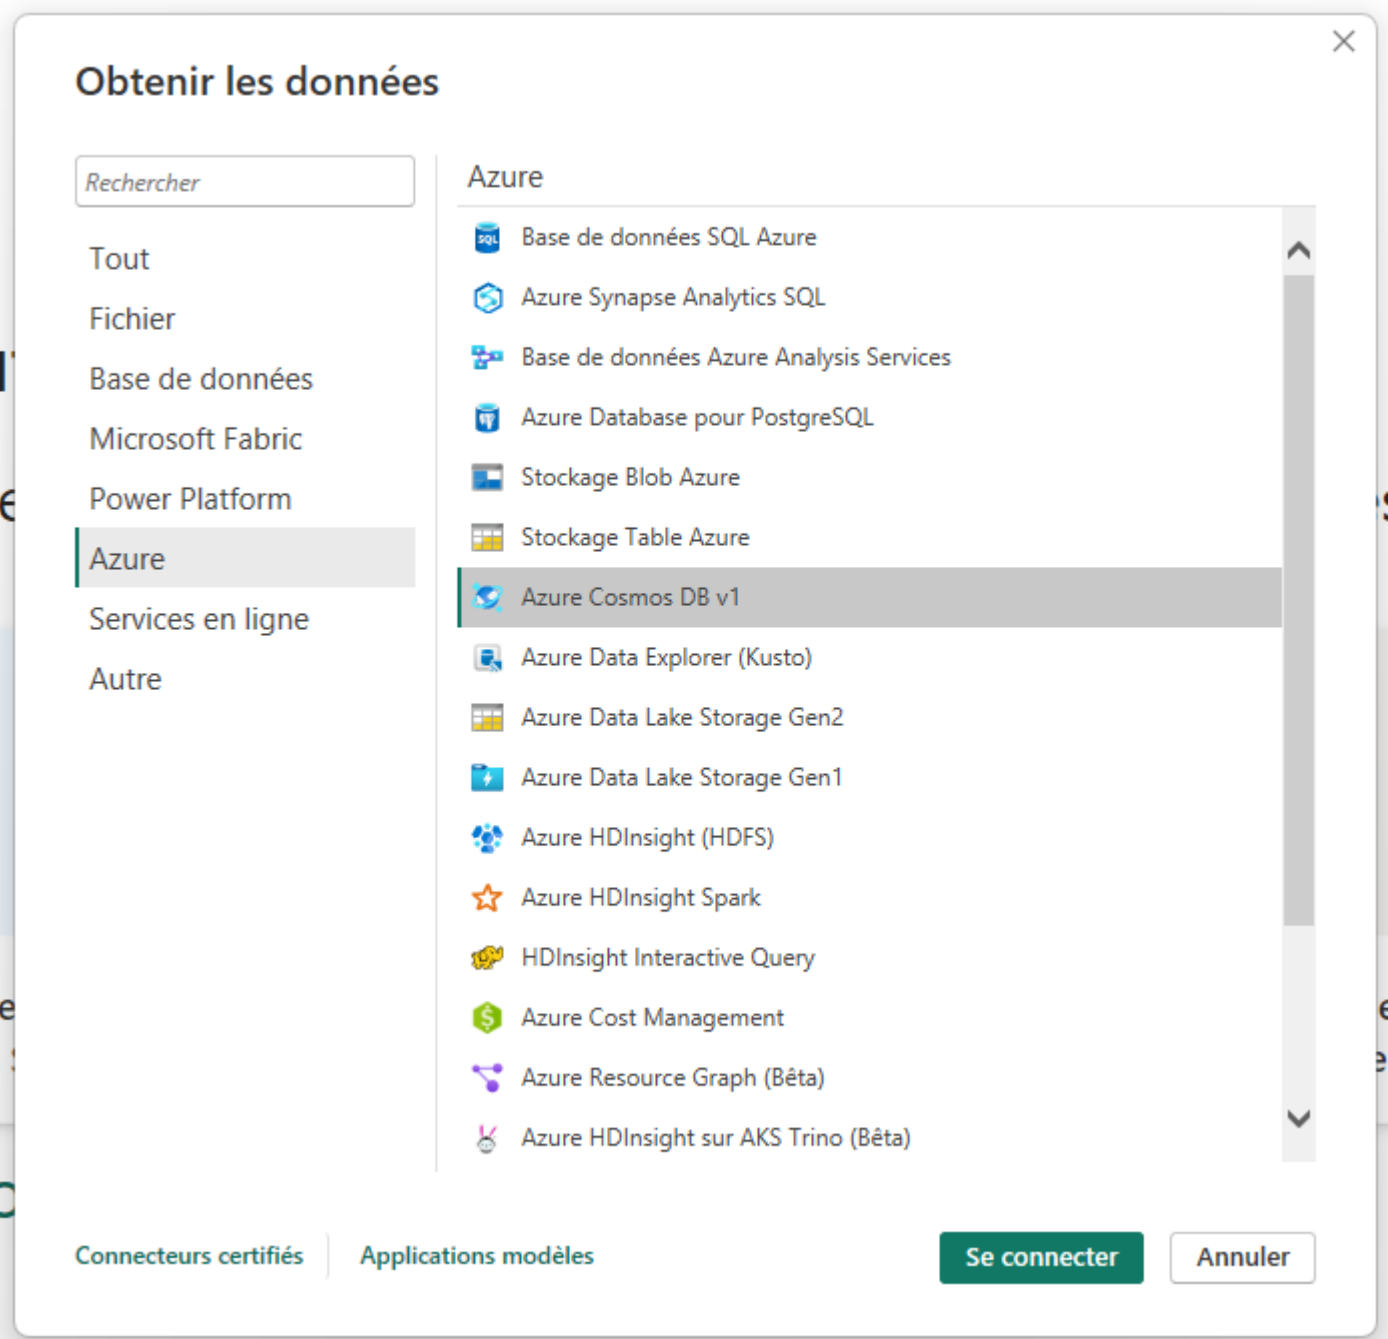 Obtenir les données
Rechercher
Tout
Fichier
Base de données
Microsoft Fabric
Power Platform
Azure
Services en ligne
Autre
Azure
Base de données SQL Azure
Azure Synapse Analytics SQL
Base de données Azure Analysis Services
Azure Database pour PostgreSQL
Stockage Blob Azure
Stockage Table Azure
Azure Cosmos DB v1
Azure Data Explorer (Kusto)
Azure Data Lake Storage Gen2
Azure Data Lake Storage Gen1
Azure HDInsight (HDFS)
Azure HDInsight Spark
HDInsight Interactive Query
Azure Cost Management
Azure Resource Graph (Bêta)
Azure HDInsight sur AKS Trino (Bêta)
Connecteurs certifiés
Applications modèles
Se connecter
Annuler